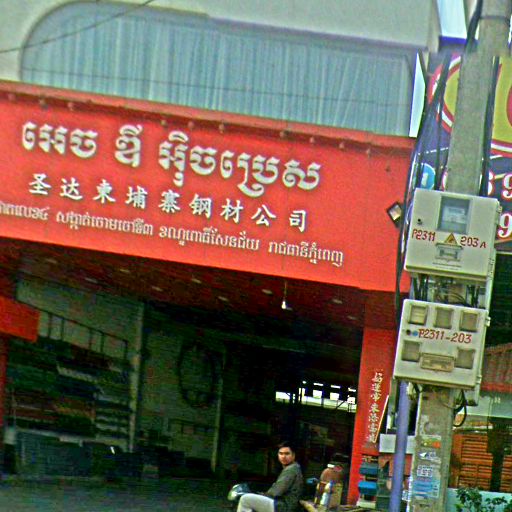 អេច ឌី អ៊ិចប្រេស
圣达柬埔寨钢材公司
សង្កាត់ចោមចៅទី៣ ខណ្ឌពោធិ៍សែនជ័យ រាជធានីភ្នំពេញ
P2311 203 A
P2311-203